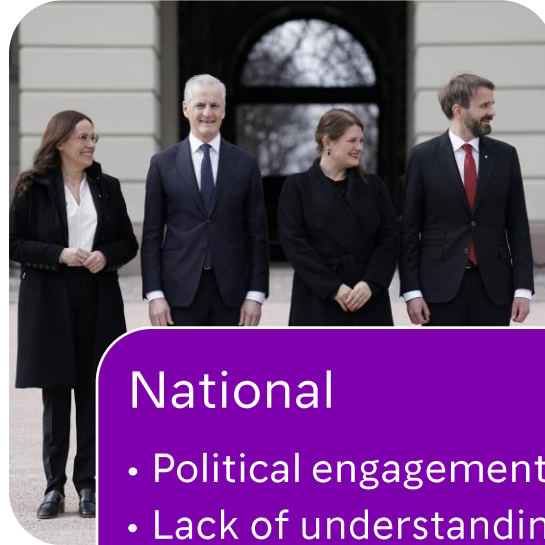 National
• Political engagement
• Lack of